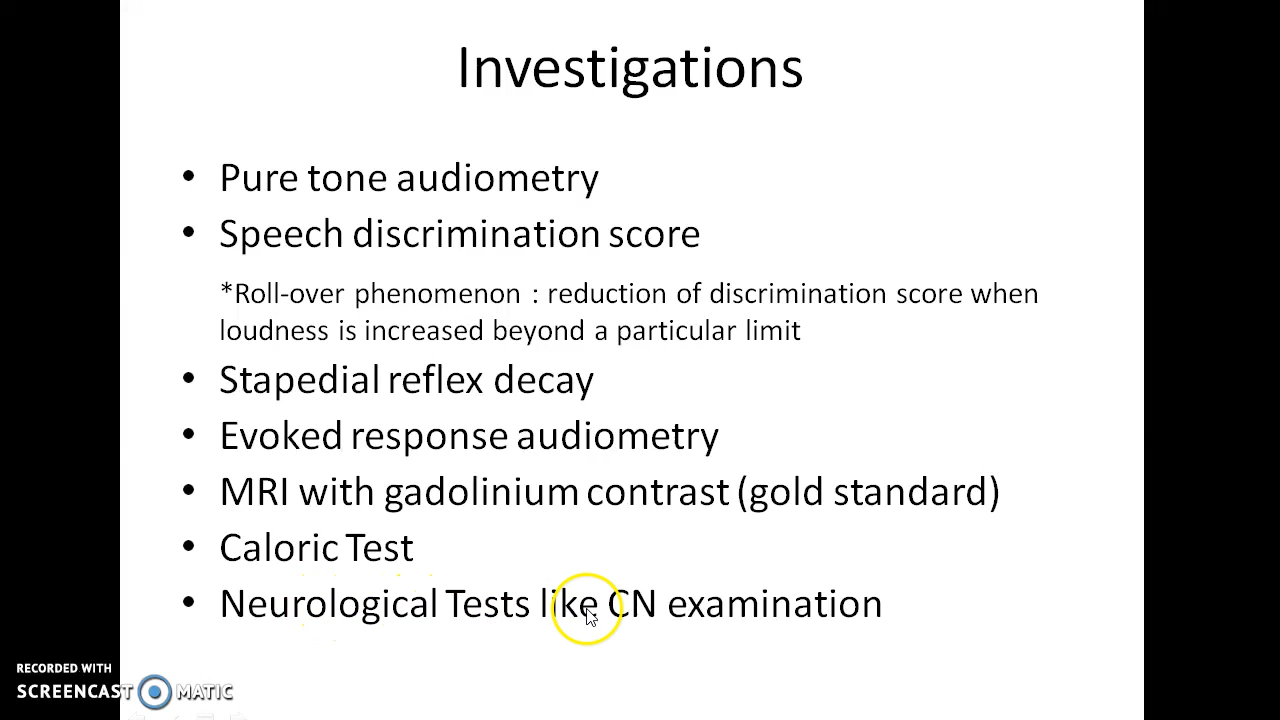 Investigations
• Pure tone audiometry
• Speech discrimination score
*Roll-over phenomenon : reduction of discrimination score when
loudness is increased beyond a particular limit
• Stapedial reflex decay
• Evoked response audiometry
• MRI with gadolinium contrast (gold standard)
• Caloric Test
• Neurological Tests like CN examination
RECORDED WITH
SCREENCAST MATIC